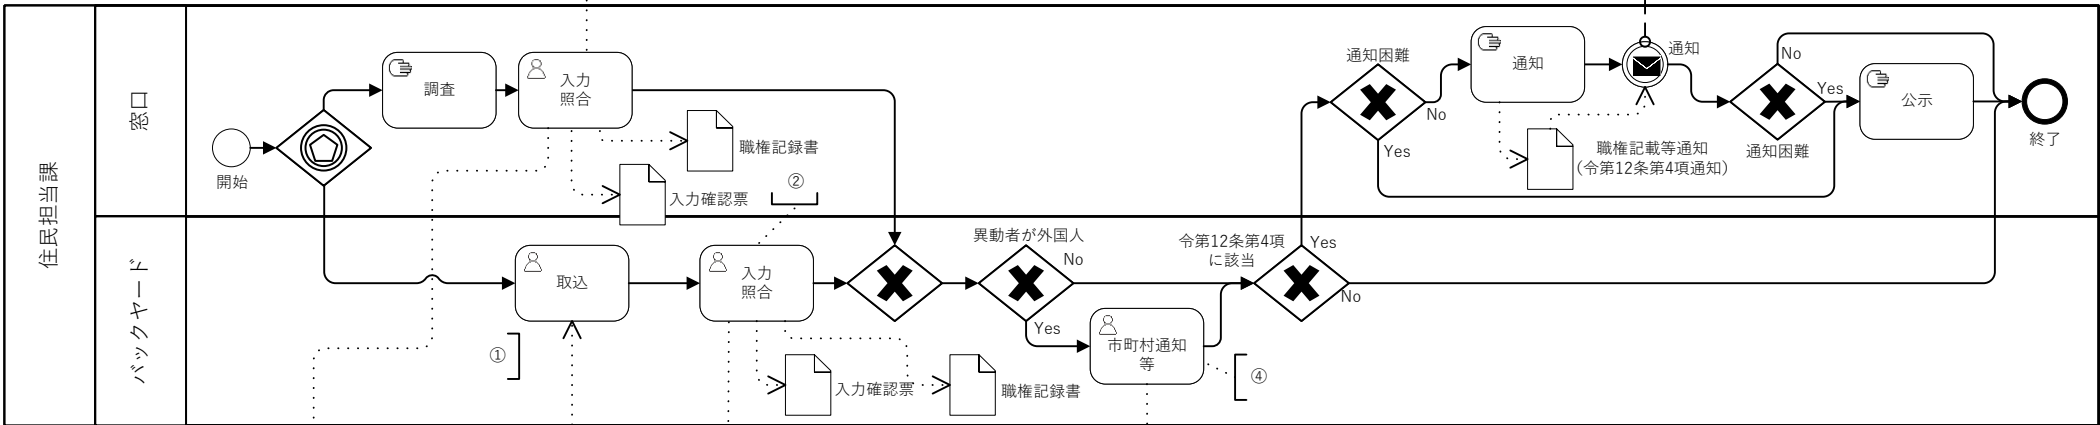 住民担当課
窓口
バックヤード
開始
調査
入力
照合
職権記録書
入力確認票
②
取込
①
入力
照合
入力確認票
職権記録書
異動者が外国人
No
Yes
市町村通知
等
④
令第12条第4項
に該当
Yes
No
通知困難
No
Yes
通知
通知
職権記載等通知
(令第12条第4項通知)
No
Yes
通知困難
公示
終了